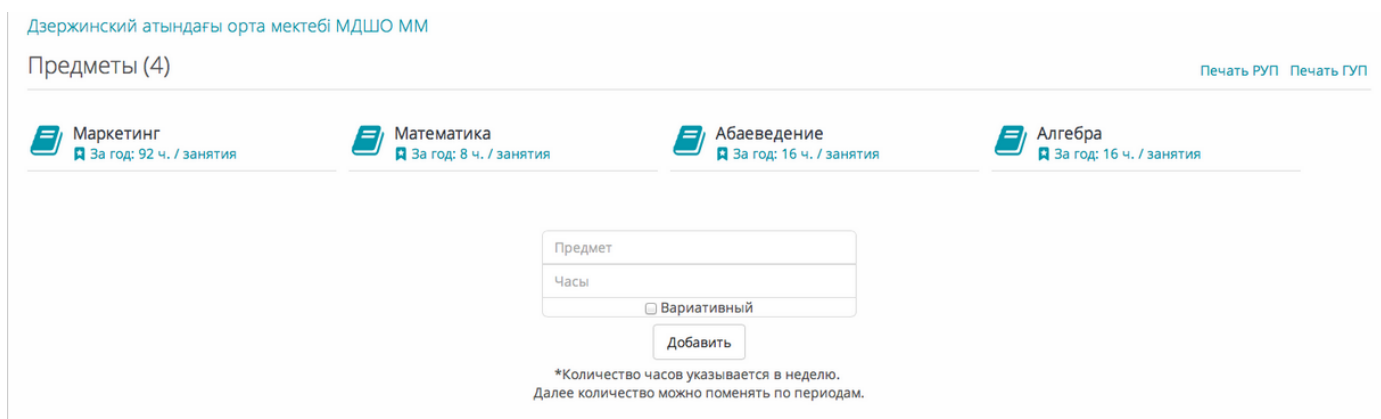 Дзержинский атындағы орта мектебі МДШО ММ
Предметы (4)
Печать РУП Печать ГУП
Маркетинг
За год: 92 ч. / занятия
Математика
За год: 8 ч. / занятия
Абаеведение
За год: 16 ч. / занятия
Алгебра
За год: 16 ч. / занятия
Предмет
Часы
Вариативный
Добавить
*Количество часов указывается в неделю.
Далее количество можно поменять по периодам.